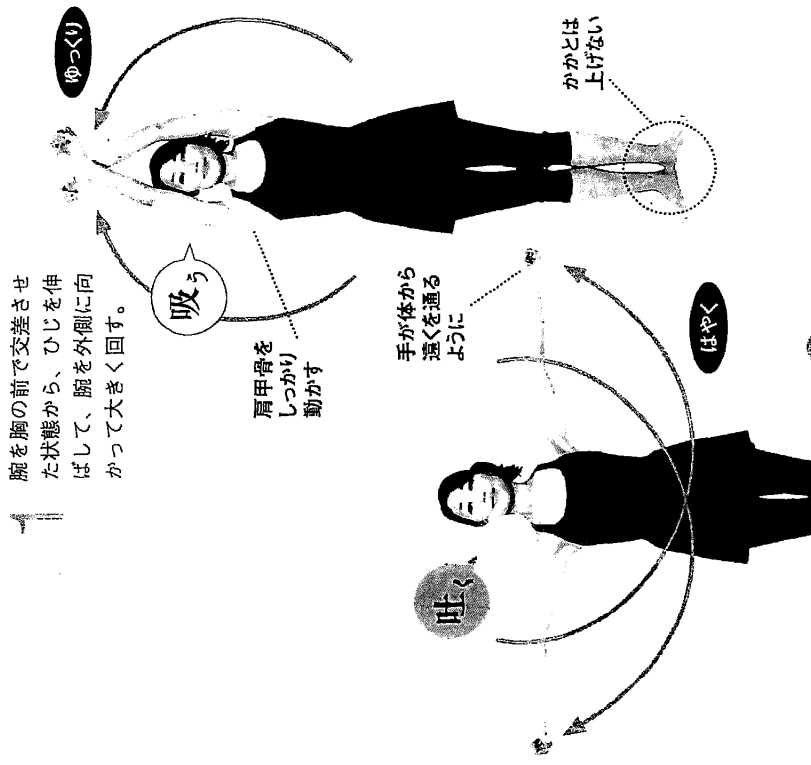 1
腕を胸の前で交差させ
た状態から、ひじを伸
ばして、腕を外側に向
かって大きく回す。
ゆっくり
吸う
肩甲骨を
しっかり
動かす
かかとは
上げない
手が体から
遠くを通る
ように
はやく
吐く